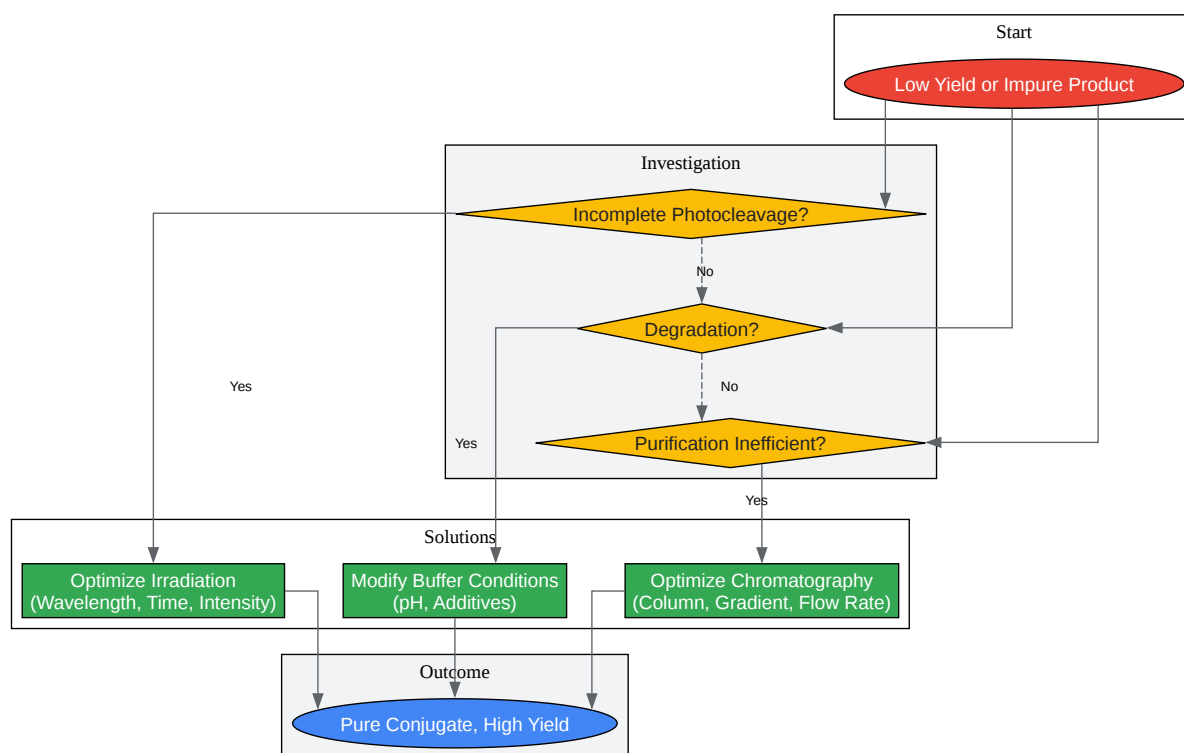 Start
Low Yield or Impure Product
Investigation
Incomplete Photocleavage?
No
Degradation?
Yes
No
Yes
Purification Inefficient?
Yes
Solutions
Optimize Irradiation
(Wavelength, Time, Intensity)
Modify Buffer Conditions
(pH, Additives)
Optimize Chromatography
(Column, Gradient, Flow Rate)
Outcome
Pure Conjugate, High Yield